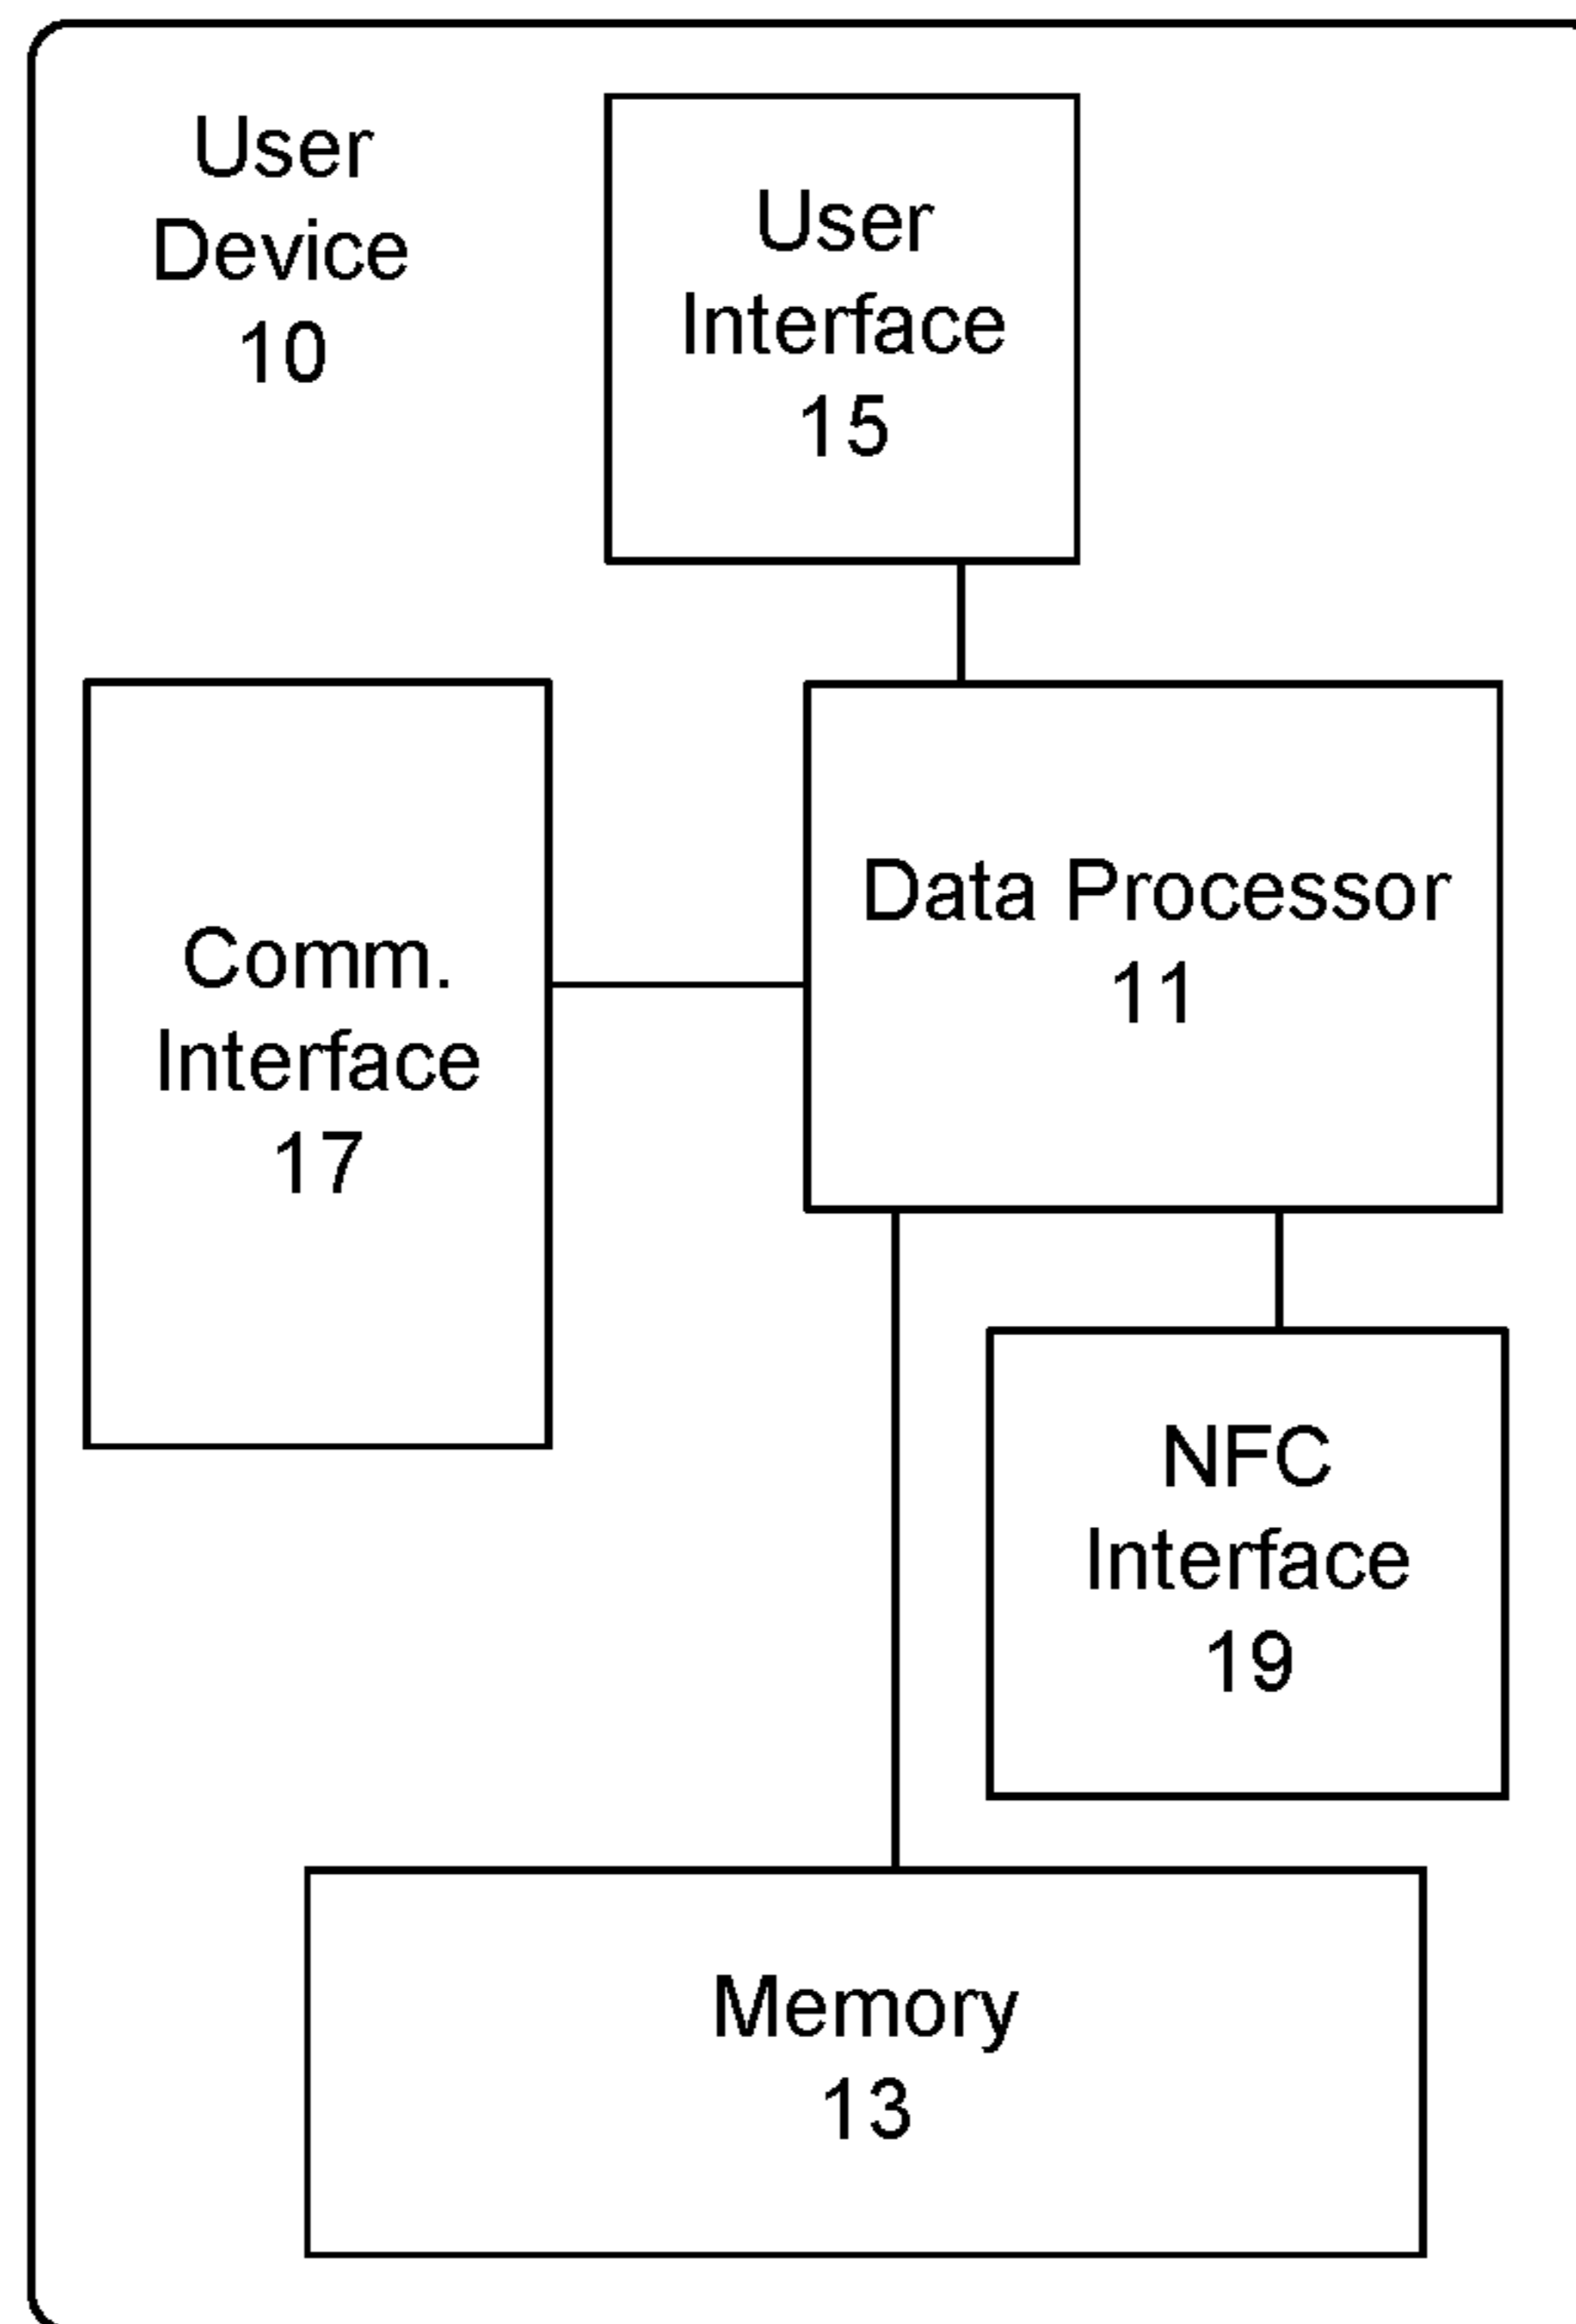 User
Device
10
User
Interface
15
Comm.
Interface
17
Data Processor
11
NFC
Interface
19
Memory
13